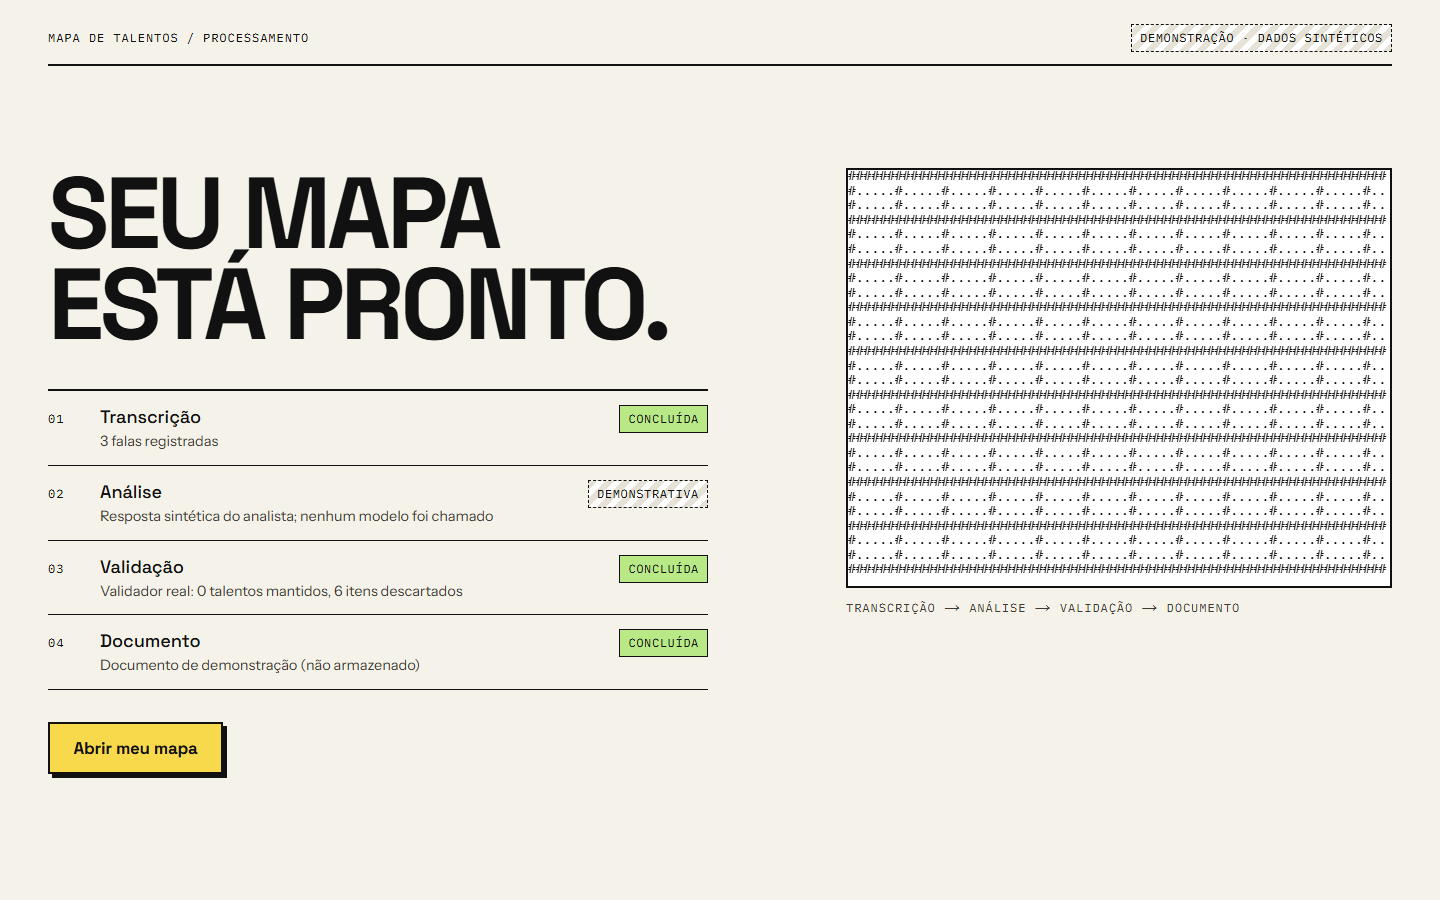 MAPA DE TALENTOS / PROCESSAMENTO
DEMONSTRAÇÃO · DADOS SINTÉTICOS
SEU MAPA
ESTÁ PRONTO.
01 Transcrição CONCLUÍDA
3 falas registradas
02 Análise DEMONSTRATIVA
Resposta sintética do analista; nenhum modelo foi chamado
03 Validação CONCLUÍDA
Validador real: 0 talentos mantidos, 6 itens descartados
04 Documento CONCLUÍDA
Documento de demonstração (não armazenado)
Abrir meu mapa
TRANSCRIÇÃO → ANÁLISE → VALIDAÇÃO → DOCUMENTO